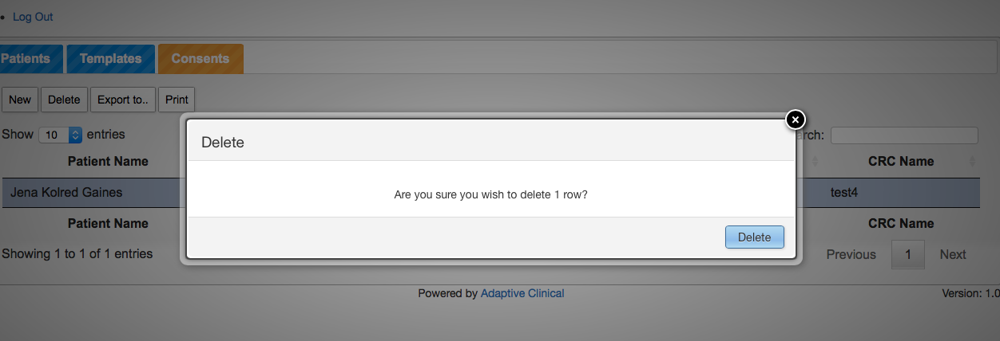 Log Out
Patients Templates Consents
New Delete Export to.. Print
Show 10 entries arch:
Delete
Patient Name CRC Name
Are you sure you wish to delete 1 row?
Jena Kolred Gaines test4
Patient Name CRC Name
Delete
Showing 1 to 1 of 1 entries Previous 1 Next
Powered by Adaptive Clinical Version: 1.0